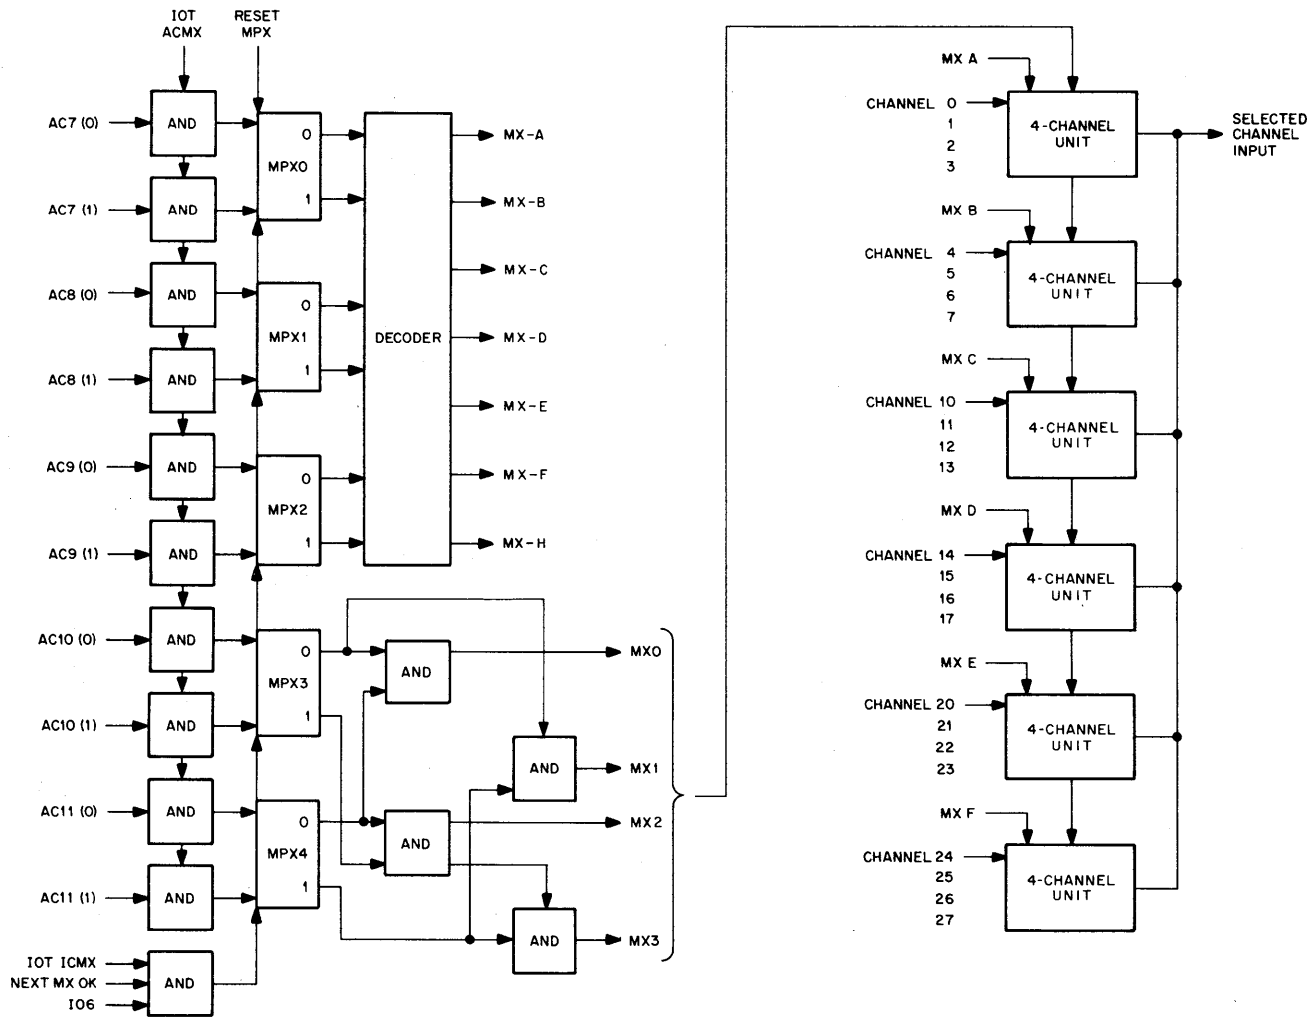 IOT
ACMX
RESET
MPX
AC7 (0)
AND
AC7 (1)
AND
AC8 (0)
AND
AC8 (1)
AND
AC9 (0)
AND
AC9 (1)
AND
AC10 (0)
AND
AC10 (1)
AND
AC11 (0)
AND
AC11 (1)
AND
IOT ICMX
NEXT MX OK
IO6
AND
0
MPX0
1
0
MPX1
1
0
MPX2
1
0
MPX3
1
0
MPX4
1
DECODER
MX-A
MX-B
MX-C
MX-D
MX-E
MX-F
MX-H
AND
AND
AND
AND
MX0
MX1
MX2
MX3
MX A
CHANNEL 0
1
2
3
4-CHANNEL
UNIT
MX B
CHANNEL 4
5
6
7
4-CHANNEL
UNIT
MX C
CHANNEL 10
11
12
13
4-CHANNEL
UNIT
MX D
CHANNEL 14
15
16
17
4-CHANNEL
UNIT
MX E
CHANNEL 20
21
22
23
4-CHANNEL
UNIT
MX F
CHANNEL 24
25
26
27
4-CHANNEL
UNIT
SELECTED
CHANNEL
INPUT